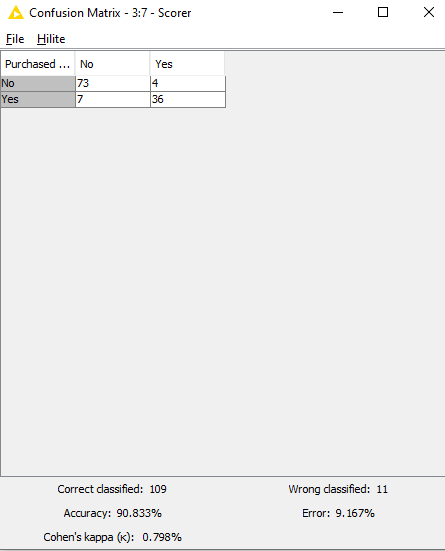 Confusion Matrix - 3:7 - Scorer
File Hilite
Purchased ... No Yes
No 73 4
Yes 7 36
Correct classified: 109 Wrong classified: 11
Accuracy: 90.833% Error: 9.167%
Cohen's kappa (κ): 0.798%